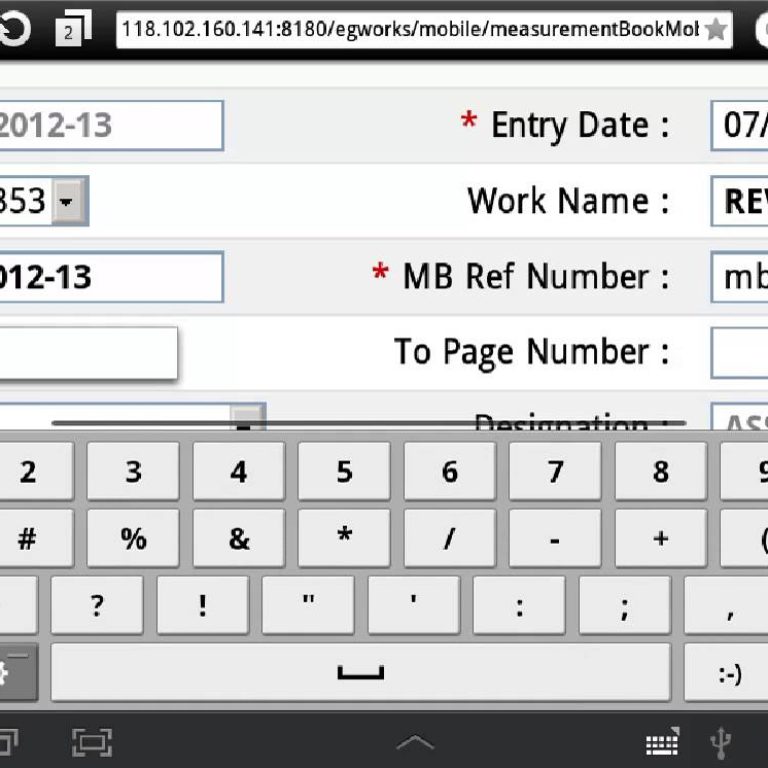 2 118.102.160.141:8180/egworks/mobile/measurementBookMob
2012-13 * Entry Date : 07/
353 Work Name : REV
012-13 * MB Ref Number : mb
To Page Number :
Designation : ASS
2 3 4 5 6 7 8 9
# % & * / - + (
? ! " ' : ; ,
:-)